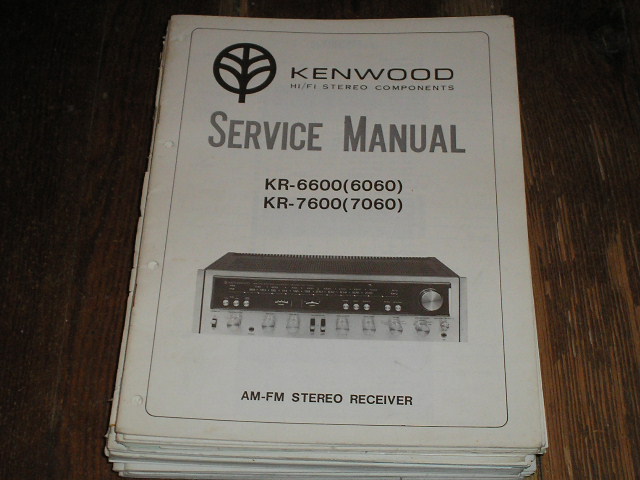 KENWOOD
HI/FI STEREO COMPONENTS
SERVICE MANUAL
KR-6600(6060)
KR-7600(7060)
AM-FM STEREO RECEIVER